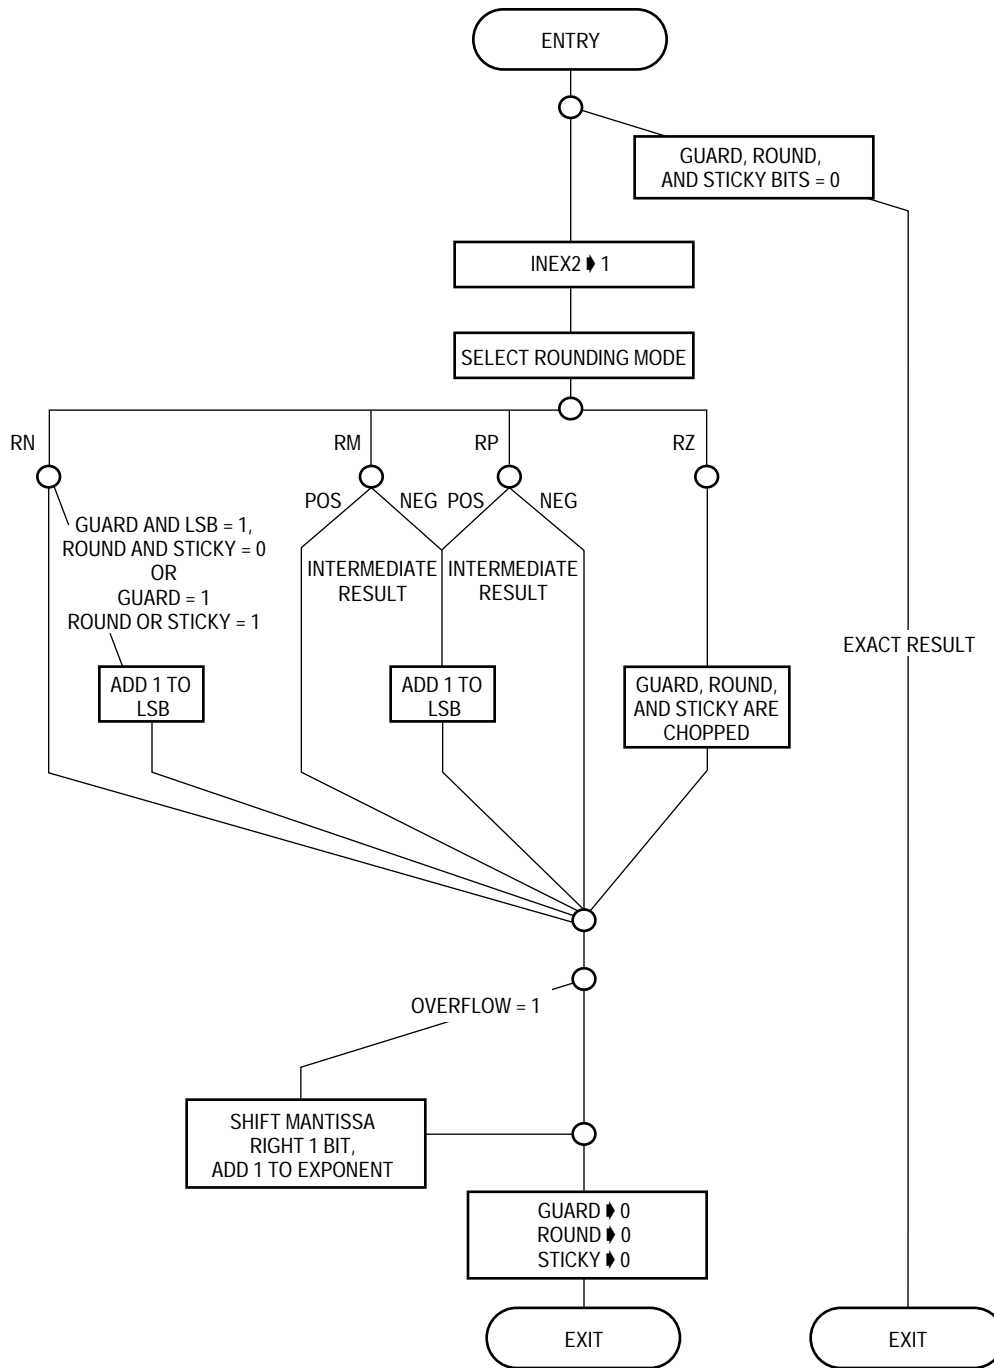 ENTRY
GUARD, ROUND,
AND STICKY BITS = 0
INEX2 ➧ 1
SELECT ROUNDING MODE
RN
RM
RP
RZ
POS
NEG
POS
NEG
GUARD AND LSB = 1,
ROUND AND STICKY = 0
OR
GUARD = 1
ROUND OR STICKY = 1
INTERMEDIATE
RESULT
INTERMEDIATE
RESULT
EXACT RESULT
ADD 1 TO
LSB
ADD 1 TO
LSB
GUARD, ROUND,
AND STICKY ARE
CHOPPED
OVERFLOW = 1
SHIFT MANTISSA
RIGHT 1 BIT,
ADD 1 TO EXPONENT
GUARD ➧ 0
ROUND ➧ 0
STICKY ➧ 0
EXIT
EXIT